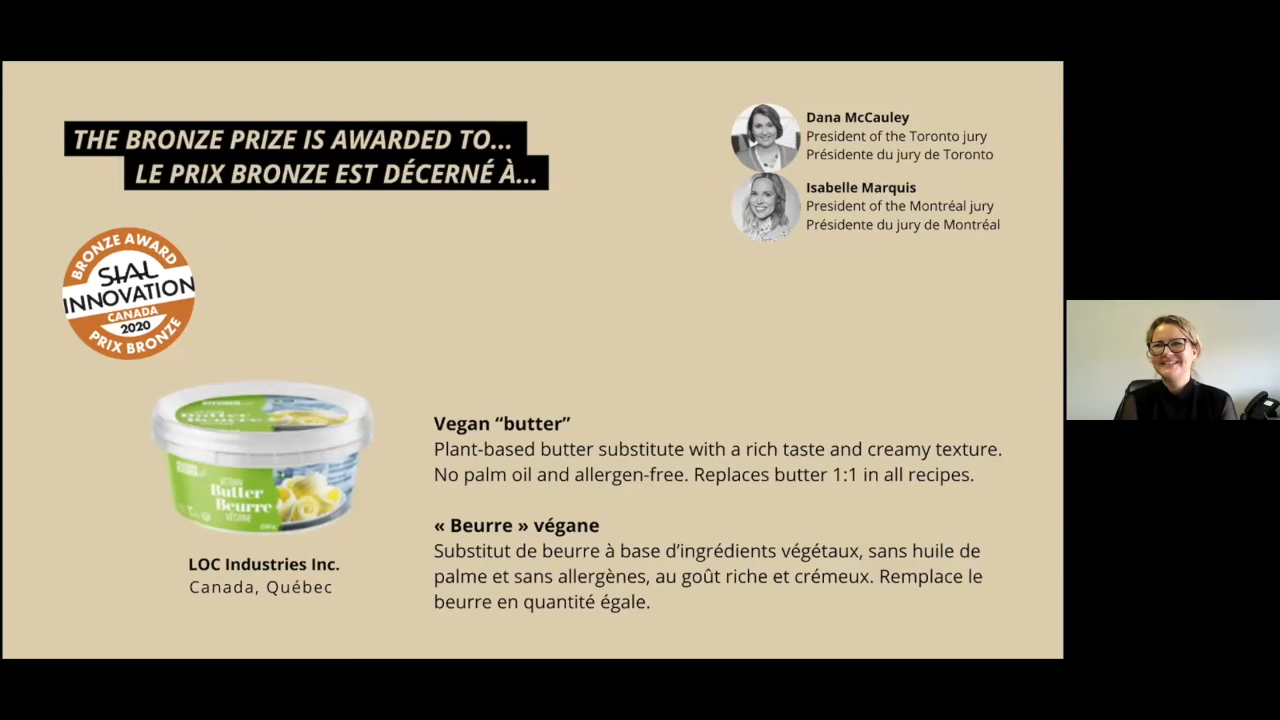 THE BRONZE PRIZE IS AWARDED TO...
LE PRIX BRONZE EST DÉCERNÉ À...
Dana McCauley
President of the Toronto jury
Présidente du jury de Toronto
Isabelle Marquis
President of the Montréal jury
Présidente du jury de Montréal
BRONZE AWARD
SIAL
INNOVATION
CANADA
2020
PRIX BRONZE
VEGAN
Butter
Beurre
VÉGANE
LOC Industries Inc.
Canada, Québec
Vegan “butter”
Plant-based butter substitute with a rich taste and creamy texture.
No palm oil and allergen-free. Replaces butter 1:1 in all recipes.
« Beurre » végane
Substitut de beurre à base d’ingrédients végétaux, sans huile de
palme et sans allergènes, au goût riche et crémeux. Remplace le
beurre en quantité égale.